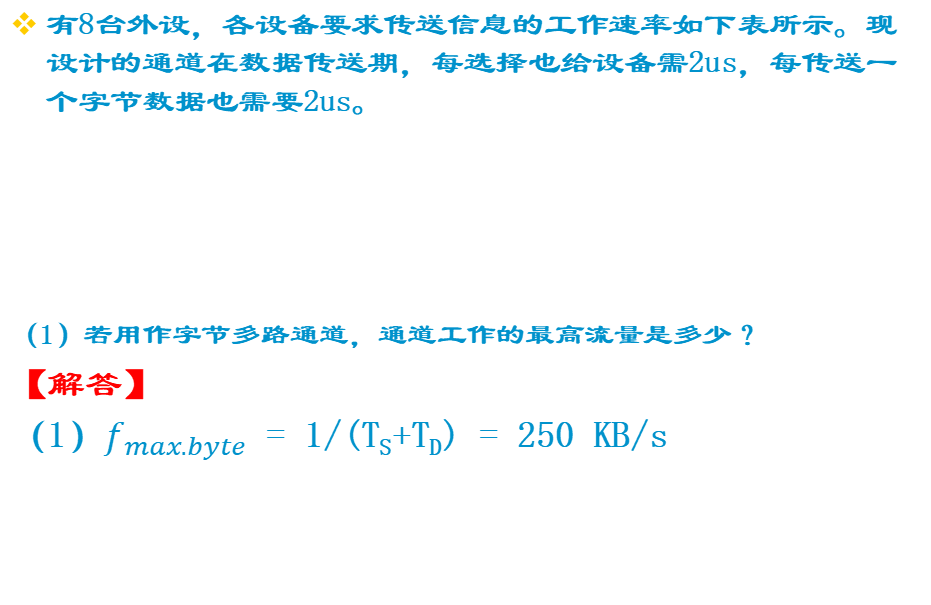 ❖ 有8台外设，各设备要求传送信息的工作速率如下表所示。现
设计的通道在数据传送期，每选择也给设备需2us，每传送一
个字节数据也需要2us。
(1) 若用作字节多路通道，通道工作的最高流量是多少？
【解答】
(1) f_{max.byte} = 1/(T_S+T_D) = 250 KB/s